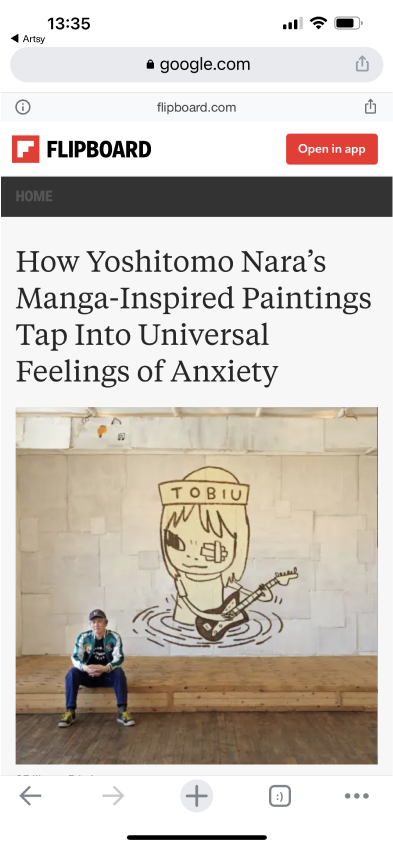 13:35
◀ Artsy
google.com
flipboard.com
FLIPBOARD
Open in app
HOME
How Yoshitomo Nara’s
Manga-Inspired Paintings
Tap Into Universal
Feelings of Anxiety
TOBIU
:)